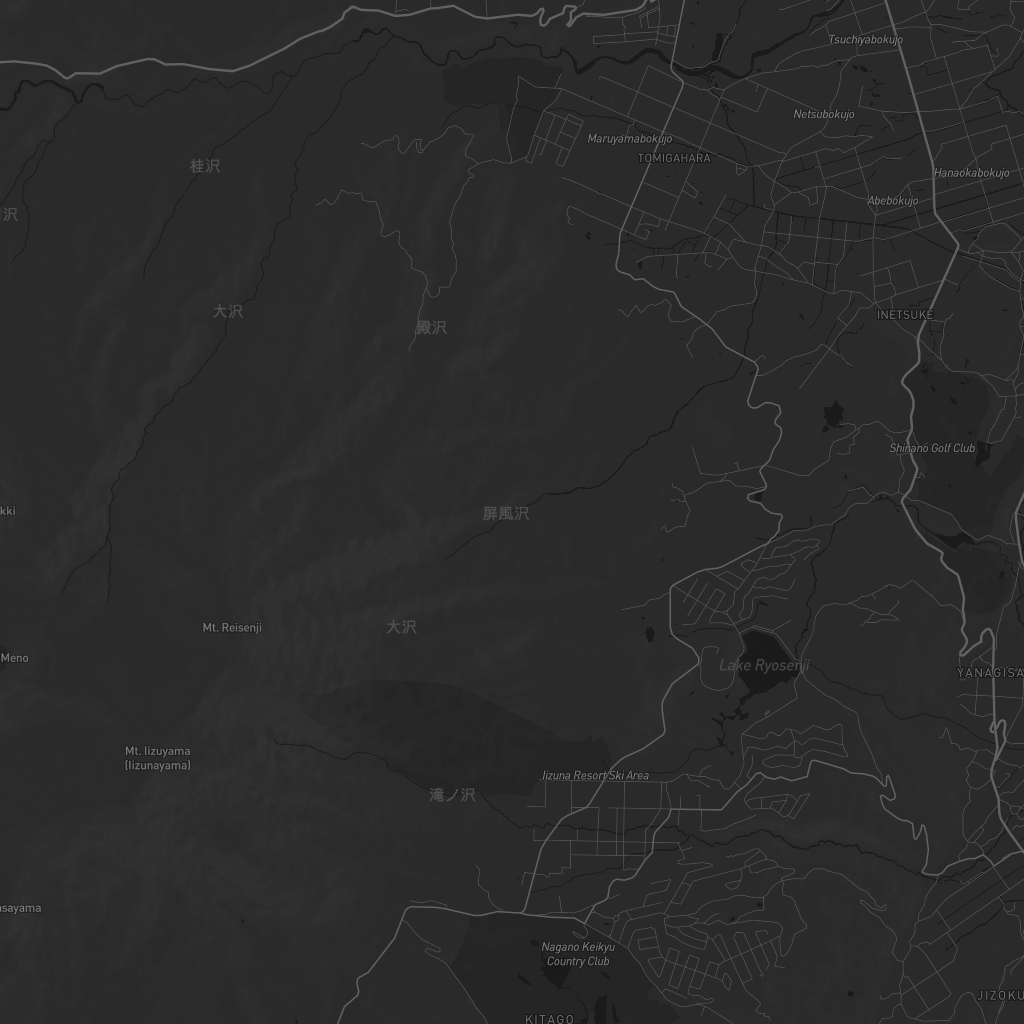 Tsuchiyabokujo
Netsubokujo
Maruyamabokujo
TOMIGAHARA
桂沢
Hanaokabokujo
Abebokujo
沢
大沢
INETSUKE
殿沢
Shinano Golf Club
kki
屏風沢
Mt. Reisenji
大沢
Meno
Lake Ryosenji
YANAGISA
Mt. Iizuyama
(Iizunayama)
Iizuna Resort Ski Area
滝ノ沢
asayama
Nagano Keikyu
Country Club
JIZOKU
KITAGO